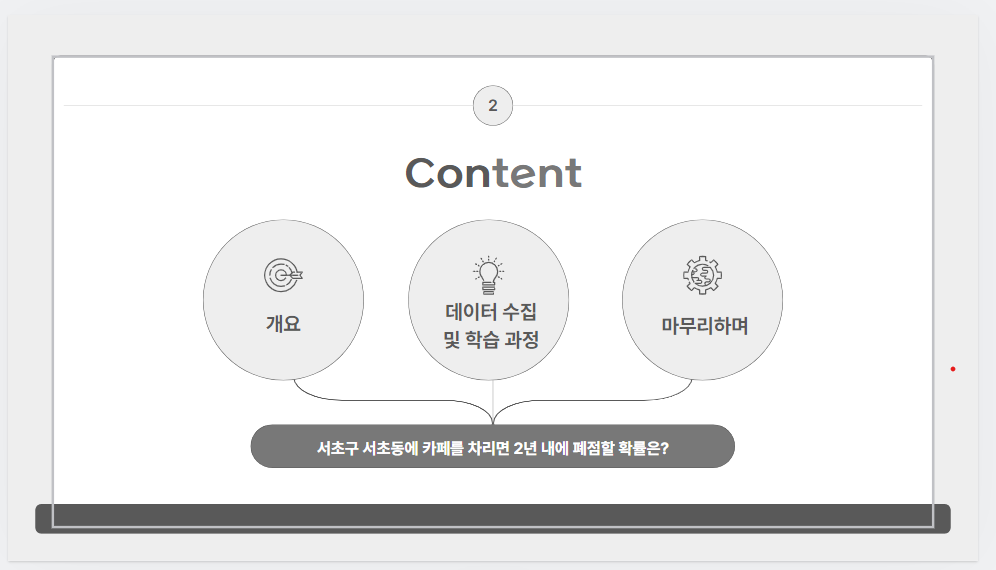 2
Content
개요
데이터 수집
및 학습 과정
마무리하며
서초구 서초동에 카페를 차리면 2년 내에 폐점할 확률은?